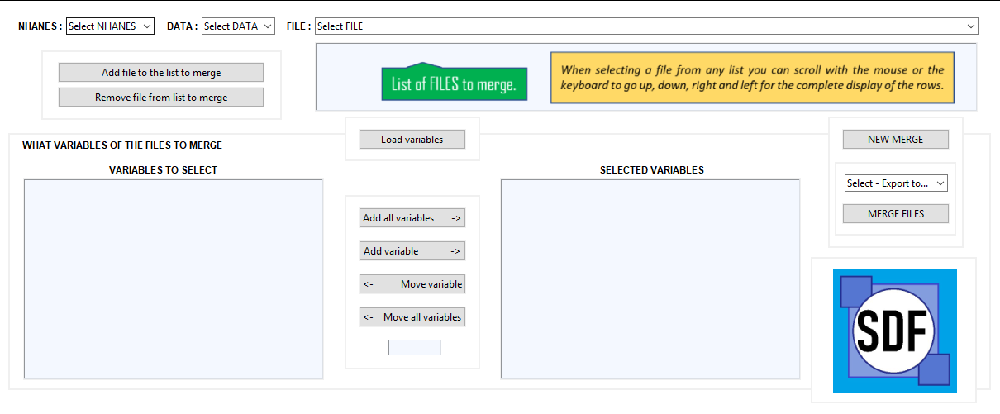 NHANES : Select NHANES DATA : Select DATA FILE : Select FILE
Add file to the list to merge
Remove file from list to merge
List of FILES to merge.
When selecting a file from any list you can scroll with the mouse or the
keyboard to go up, down, right and left for the complete display of the rows.
WHAT VARIABLES OF THE FILES TO MERGE
Load variables
NEW MERGE
VARIABLES TO SELECT
SELECTED VARIABLES
Select - Export to...
MERGE FILES
Add all variables ->
Add variable ->
<- Move variable
<- Move all variables
SDF